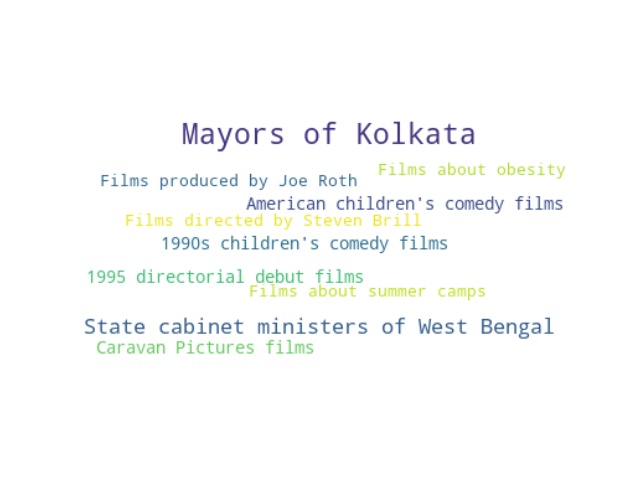 Mayors of Kolkata
Films about obesity
Films produced by Joe Roth
American children's comedy films
Films directed by Steven Brill
1990s children's comedy films
1995 directorial debut films
Films about summer camps
State cabinet ministers of West Bengal
Caravan Pictures films